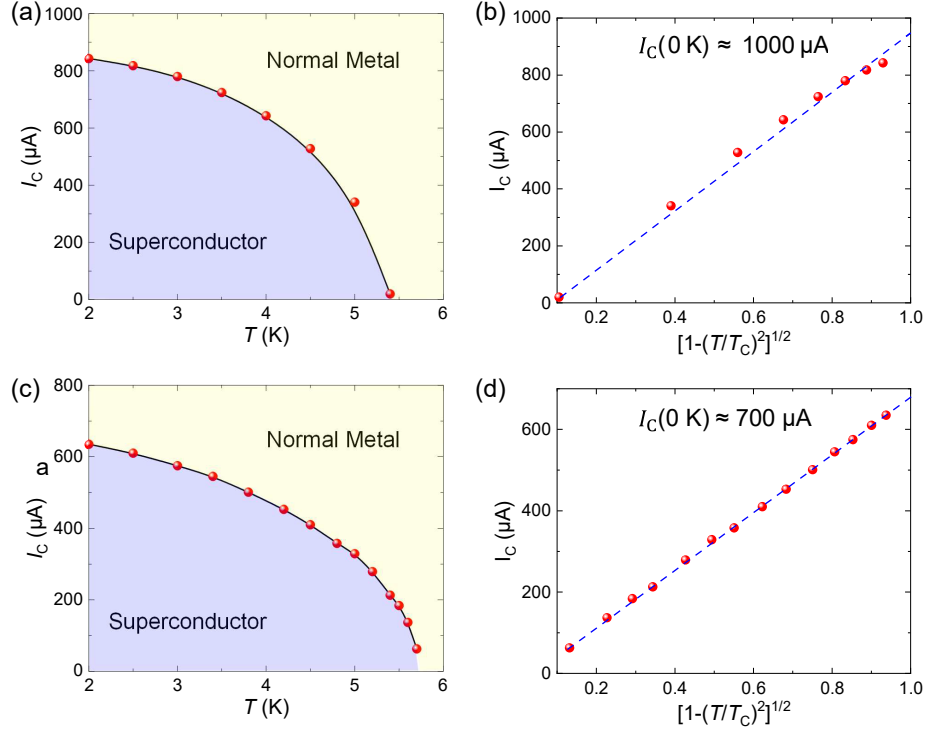 (a)
1000
800
600
400
200
0
I_C (μA)
Normal Metal
Superconductor
2 3 4 5 6
T (K)
(b)
1000
800
600
400
200
0
I_C (μA)
I_C(0 K) ≈ 1000 μA
0.2 0.4 0.6 0.8 1.0
[1-(T/T_C)^2]^1/2
(c)
800
600
400
200
0
a
I_C (μA)
Normal Metal
Superconductor
2 3 4 5 6
T (K)
(d)
600
400
200
0
I_C (μA)
I_C(0 K) ≈ 700 μA
0.2 0.4 0.6 0.8 1.0
[1-(T/T_C)^2]^1/2